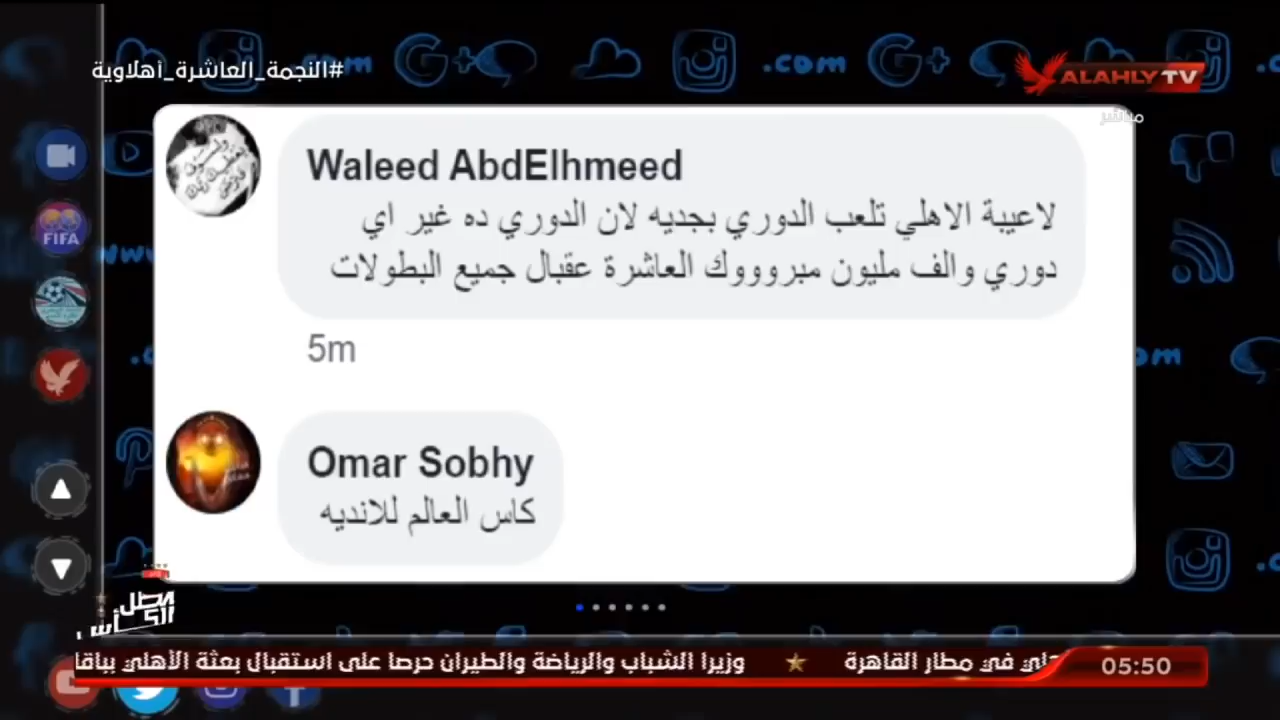 #النجمة_العاشرة_أهلاوية
ALAHLY TV
مباشر
Waleed AbdElhmeed
لاعيبة الاهلي تلعب الدوري بجديه لان الدوري ده غير اي
دوري والف مليون مبروووك العاشرة عقبال جميع البطولات
5m
Omar Sobhy
كاس العالم للانديه
FIFA
في مطار القاهرة ★ وزيرا الشباب والرياضة والطيران حرصا على استقبال بعثة الأهلي
05:50